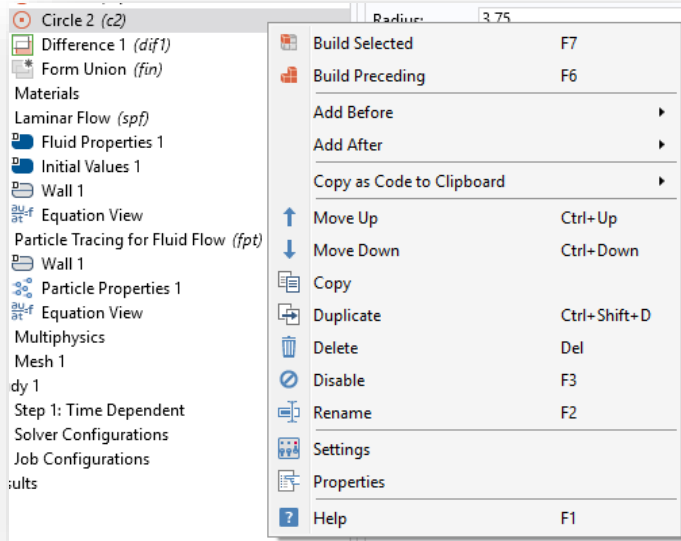 Circle 2 (c2)
Difference 1 (dif1)
Form Union (fin)
Materials
Laminar Flow (spf)
Fluid Properties 1
Initial Values 1
Wall 1
Equation View
Particle Tracing for Fluid Flow (fpt)
Wall 1
Particle Properties 1
Equation View
Multiphysics
Mesh 1
dy 1
Step 1: Time Dependent
Solver Configurations
Job Configurations
sults
Radius: 3.75
Build Selected F7
Build Preceding F6
Add Before
Add After
Copy as Code to Clipboard
Move Up Ctrl+Up
Move Down Ctrl+Down
Copy
Duplicate Ctrl+Shift+D
Delete Del
Disable F3
Rename F2
Settings
Properties
Help F1